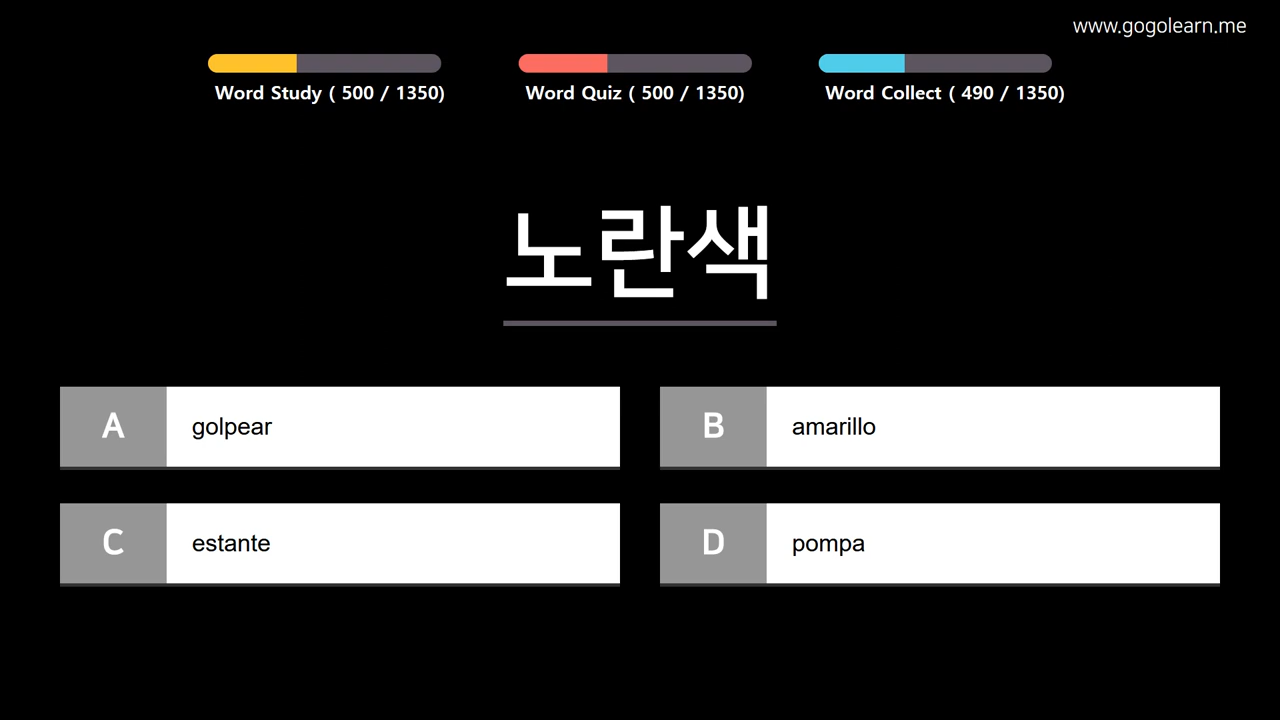 www.gogolearn.me
Word Study ( 500 / 1350)
Word Quiz ( 500 / 1350)
Word Collect ( 490 / 1350)
노란색
A golpear
B amarillo
C estante
D pompa